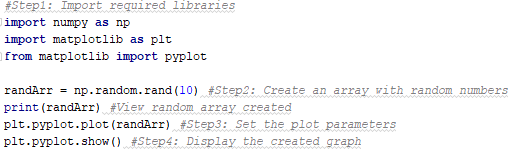 #Step1: Import required libraries
import numpy as np
import matplotlib as plt
from matplotlib import pyplot
randArr = np.random.rand(10) #Step2: Create an array with random numbers
print(randArr) #View random array created
plt.pyplot.plot(randArr) #Step3: Set the plot parameters
plt.pyplot.show() #Step4: Display the created graph